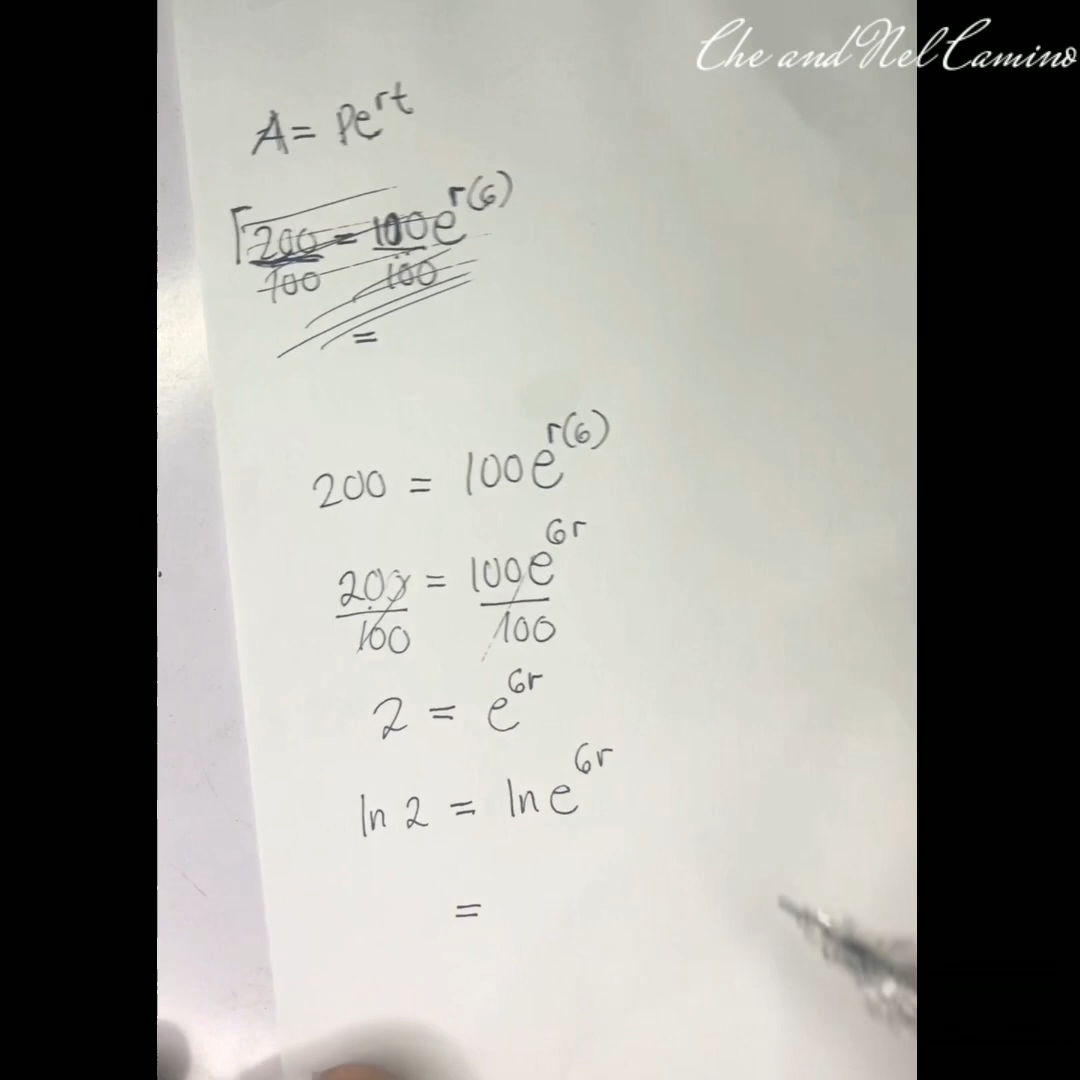 Che and Nel Camino
A = Pe^rt
200 = 100e^r(6)
100 100
=
200 = 100e^r(6)
200 = 100e^6r
100 100
2 = e^6r
ln 2 = ln e^6r
=